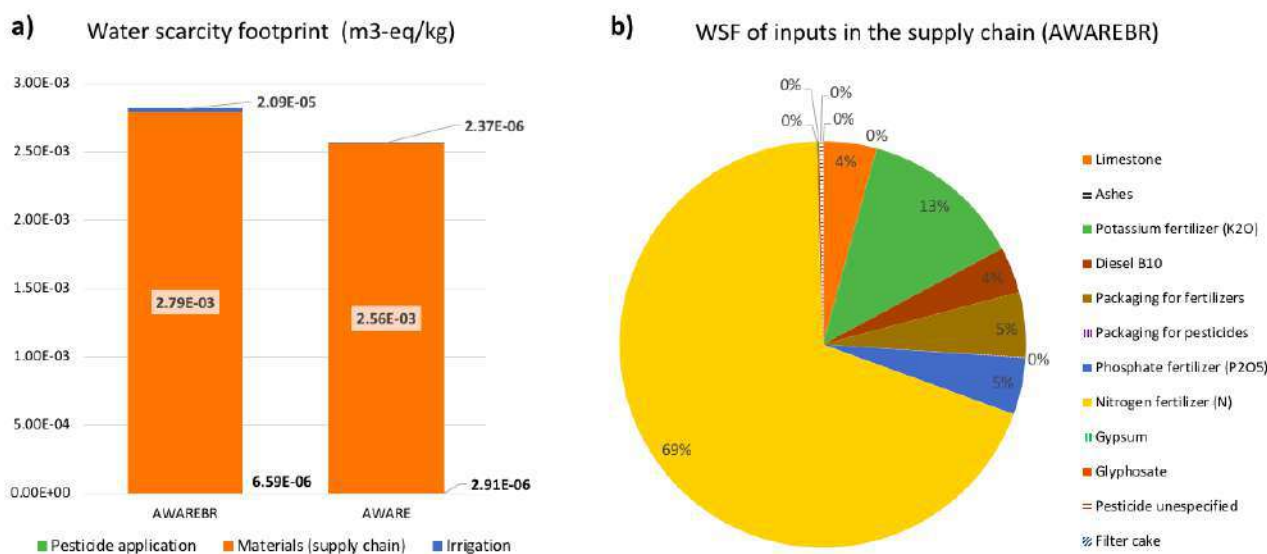 a) Water scarcity footprint (m3-eq/kg)
3.00E-03
2.50E-03
2.00E-03
1.50E-03
1.00E-03
5.00E-04
0.00E+00
2.09E-05
2.37E-06
2.79E-03
2.56E-03
6.59E-06
2.91E-06
AWAREBR
AWARE
Pesticide application
Materials (supply chain)
Irrigation
b) WSF of inputs in the supply chain (AWAREBR)
0%
0%
0%
0%
0%
4%
13%
4%
5%
0%
5%
69%
Limestone
Ashes
Potassium fertilizer (K2O)
Diesel B10
Packaging for fertilizers
Packaging for pesticides
Phosphate fertilizer (P2O5)
Nitrogen fertilizer (N)
Gypsum
Glyphosate
Pesticide unespecified
Filter cake